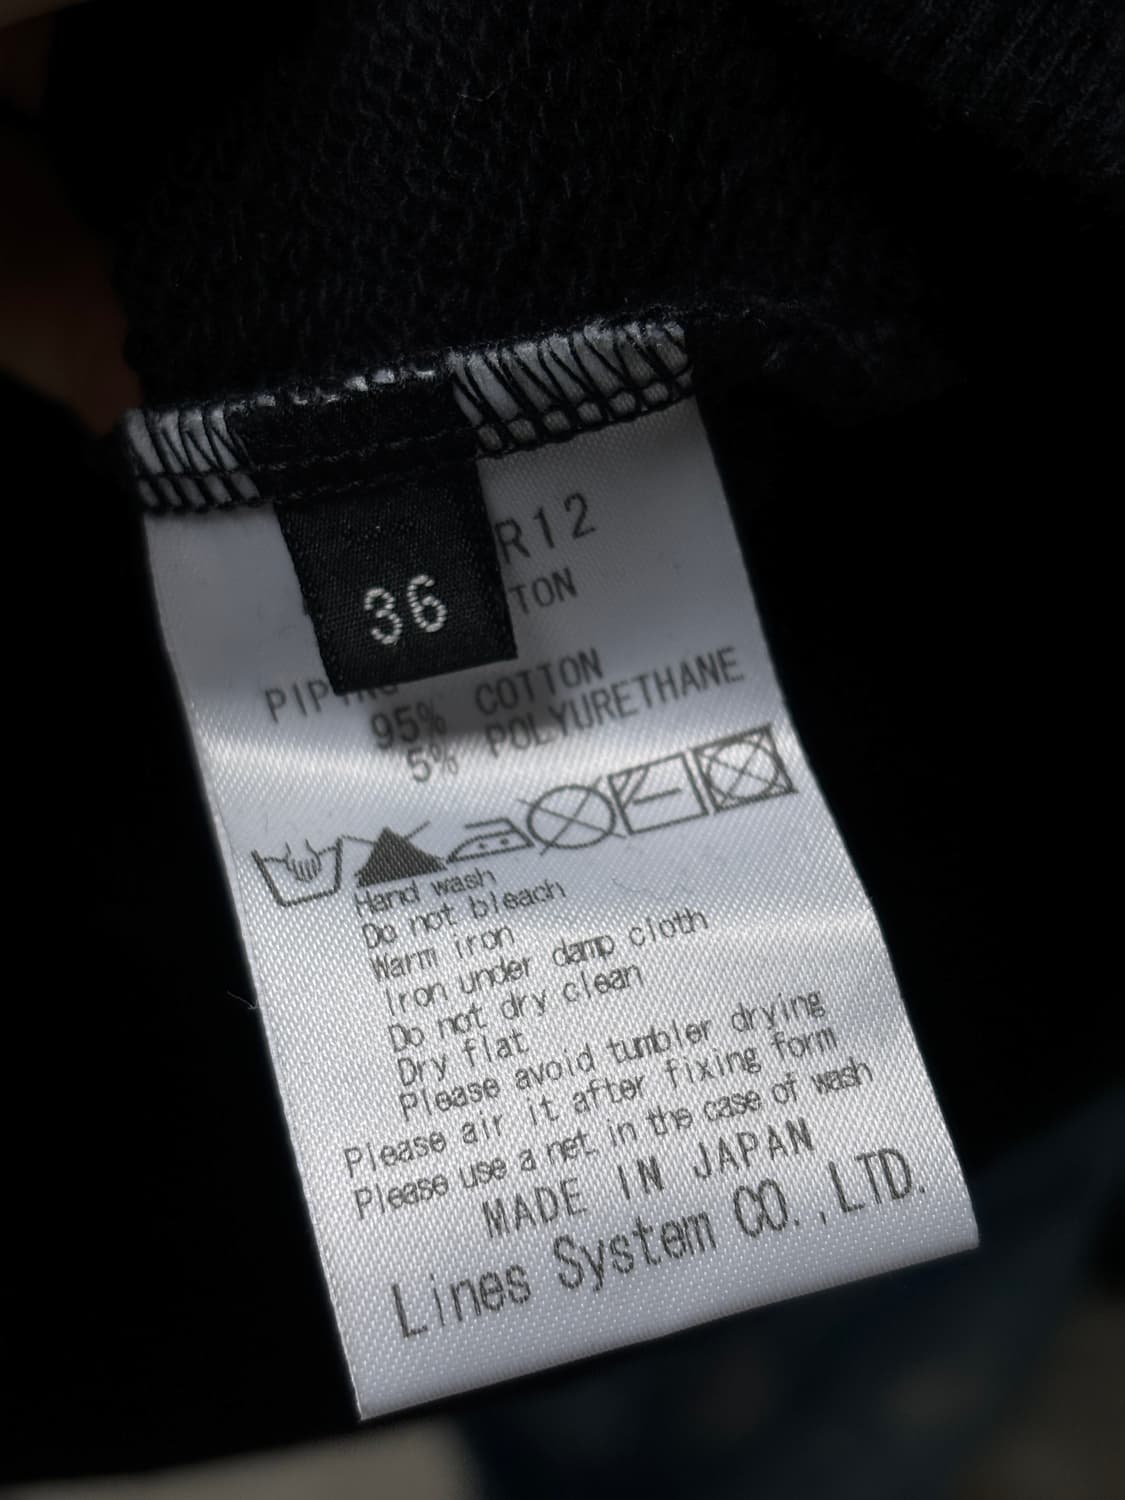 36
R12
TON
95% COTTON
5% POLYURETHANE
Hand wash
Do not bleach
Warm iron
Iron under damp cloth
Do not dry clean
Dry flat
Please avoid tumbler drying
Please air it after fixing form
Please use a net in the case of wash
MADE IN JAPAN
Lines System CO.,LTD.